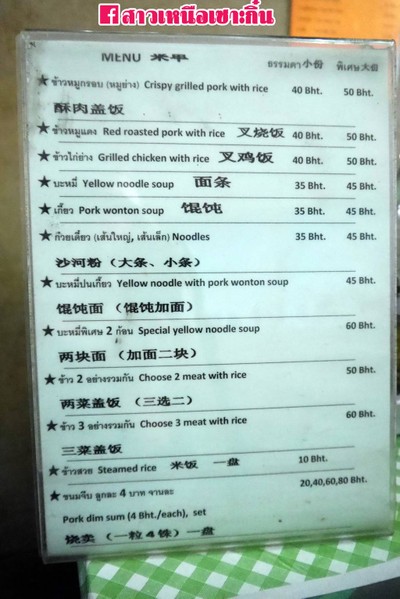 f สาวเหนือเซาะกิ๋น
MENU 菜单 ธรรมดา小份 พิเศษ大份
★ ข้าวหมูกรอบ (หมูย่าง) Crispy grilled pork with rice 40 Bht. 50 Bht.
酥肉盖饭
★ ข้าวหมูแดง Red roasted pork with rice 叉烧饭 40 Bht. 50 Bht.
★ ข้าวไก่ย่าง Grilled chicken with rice 叉鸡饭 40 Bht. 50 Bht.
★ บะหมี่ Yellow noodle soup 面条 35 Bht. 45 Bht.
★ เกี๊ยว Pork wonton soup 馄饨 35 Bht. 45 Bht.
★ ก๋วยเตี๋ยว (เส้นใหญ่, เส้นเล็ก) Noodles 35 Bht. 45 Bht.
沙河粉 (大条、小条)
★ บะหมี่ปนเกี๊ยว Yellow noodle with pork wonton soup 45 Bht.
馄饨面 (馄饨加面)
★ บะหมี่พิเศษ 2 ก้อน Special yellow noodle soup 60 Bht.
两块面 (加面二块)
★ ข้าว 2 อย่างรวมกัน Choose 2 meat with rice 50 Bht.
两菜盖饭 (三选二)
★ ข้าว 3 อย่างรวมกัน Choose 3 meat with rice 60 Bht.
三菜盖饭
★ ข้าวสวย Steamed rice 米饭 一盘 10 Bht.
★ ขนมจีบ ลูกละ 4 บาท จานละ 20,40,60,80 Bht.
Pork dim sum (4 Bht./each), set
烧卖 (一粒4铢) 一盘